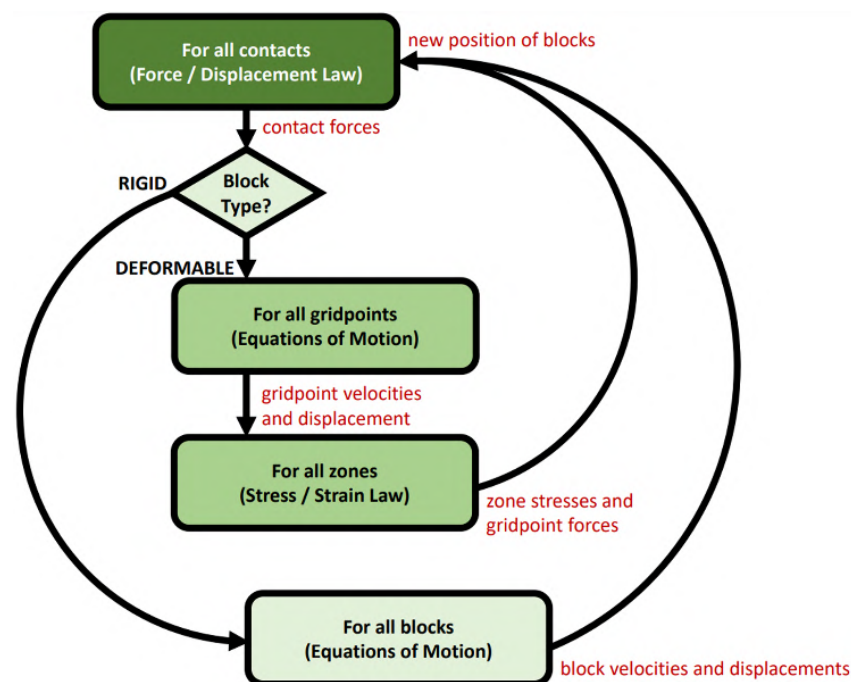 For all contacts
(Force / Displacement Law)
new position of blocks
contact forces
RIGID
Block
Type?
DEFORMABLE
For all gridpoints
(Equations of Motion)
gridpoint velocities
and displacement
For all zones
(Stress / Strain Law)
zone stresses and
gridpoint forces
For all blocks
(Equations of Motion)
block velocities and displacements